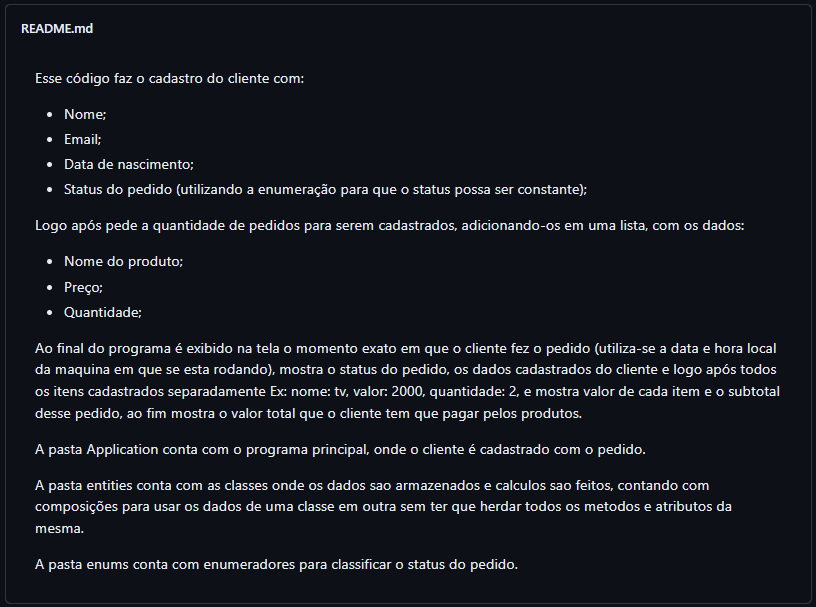 README.md
Esse código faz o cadastro do cliente com:
Nome;
Email;
Data de nascimento;
Status do pedido (utilizando a enumeração para que o status possa ser constante);
Logo após pede a quantidade de pedidos para serem cadastrados, adicionando-os em uma lista, com os dados:
Nome do produto;
Preço;
Quantidade;
Ao final do programa é exibido na tela o momento exato em que o cliente fez o pedido (utiliza-se a data e hora local
da maquina em que se esta rodando), mostra o status do pedido, os dados cadastrados do cliente e logo após todos
os itens cadastrados separadamente Ex: nome: tv, valor: 2000, quantidade: 2, e mostra valor de cada item e o subtotal
desse pedido, ao fim mostra o valor total que o cliente tem que pagar pelos produtos.
A pasta Application conta com o programa principal, onde o cliente é cadastrado com o pedido.
A pasta entities conta com as classes onde os dados sao armazenados e calculos sao feitos, contando com
composições para usar os dados de uma classe em outra sem ter que herdar todos os metodos e atributos da
mesma.
A pasta enums conta com enumeradores para classificar o status do pedido.